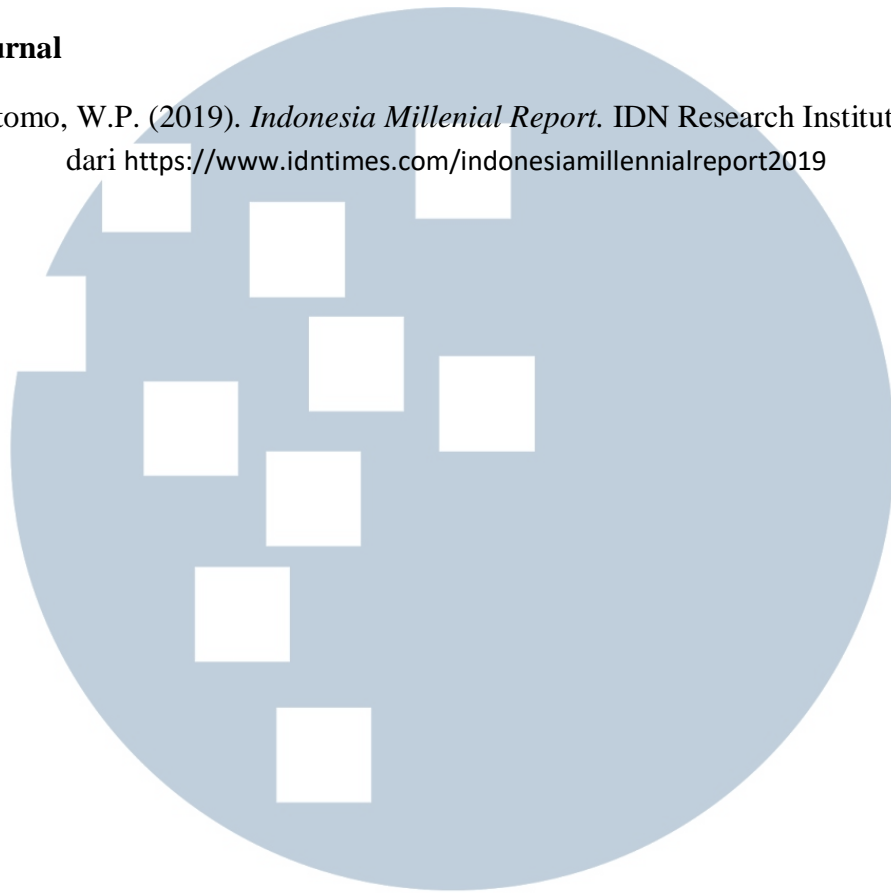 urnal
tomo, W.P. (2019). Indonesia Millenial Report. IDN Research Institut
dari https://www.idntimes.com/indonesiamillennialreport2019